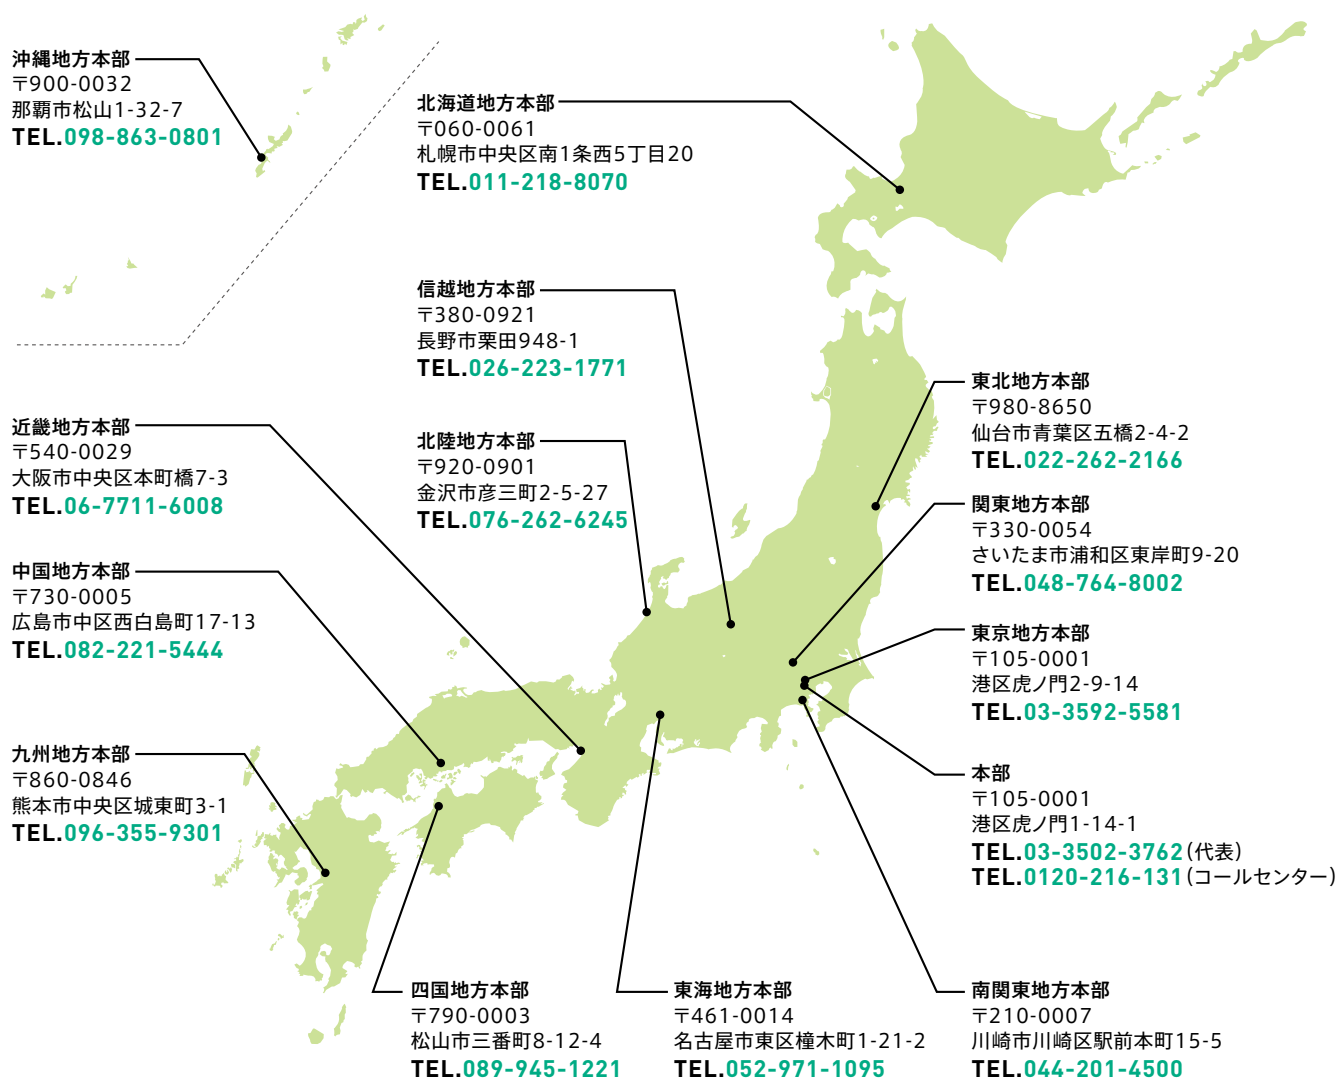 沖縄地方本部
〒900-0032
那覇市松山1-32-7
TEL.098-863-0801
北海道地方本部
〒060-0061
札幌市中央区南1条西5丁目20
TEL.011-218-8070
信越地方本部
〒380-0921
長野市栗田948-1
TEL.026-223-1771
東北地方本部
〒980-8650
仙台市青葉区五橋2-4-2
TEL.022-262-2166
近畿地方本部
〒540-0029
大阪市中央区本町橋7-3
TEL.06-7711-6008
北陸地方本部
〒920-0901
金沢市彦三町2-5-27
TEL.076-262-6245
関東地方本部
〒330-0054
さいたま市浦和区東岸町9-20
TEL.048-764-8002
中国地方本部
〒730-0005
広島市中区西白島町17-13
TEL.082-221-5444
東京地方本部
〒105-0001
港区虎ノ門2-9-14
TEL.03-3592-5581
九州地方本部
〒860-0846
熊本市中央区城東町3-1
TEL.096-355-9301
本部
〒105-0001
港区虎ノ門1-14-1
TEL.03-3502-3762(代表)
TEL.0120-216-131(コールセンター)
四国地方本部
〒790-0003
松山市三番町8-12-4
TEL.089-945-1221
東海地方本部
〒461-0014
名古屋市東区橦木町1-21-2
TEL.052-971-1095
南関東地方本部
〒210-0007
川崎市川崎区駅前本町15-5
TEL.044-201-4500